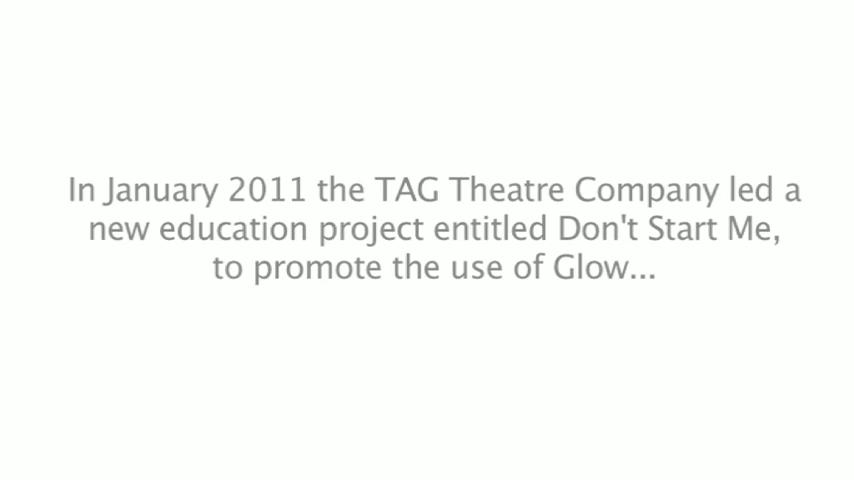 In January 2011 the TAG Theatre Company led a
new education project entitled Don't Start Me,
to promote the use of Glow...